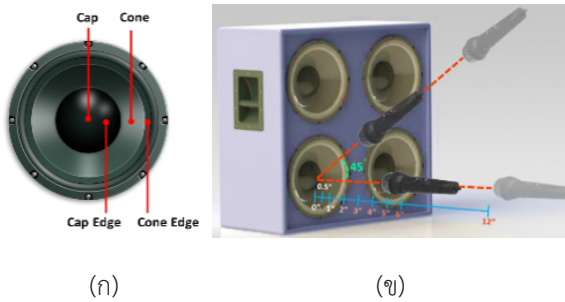 Cap Cone
Cap Edge Cone Edge
45
0.5"
0" 1" 2" 3" 4" 5" 6"
12"
(ก) (ข)